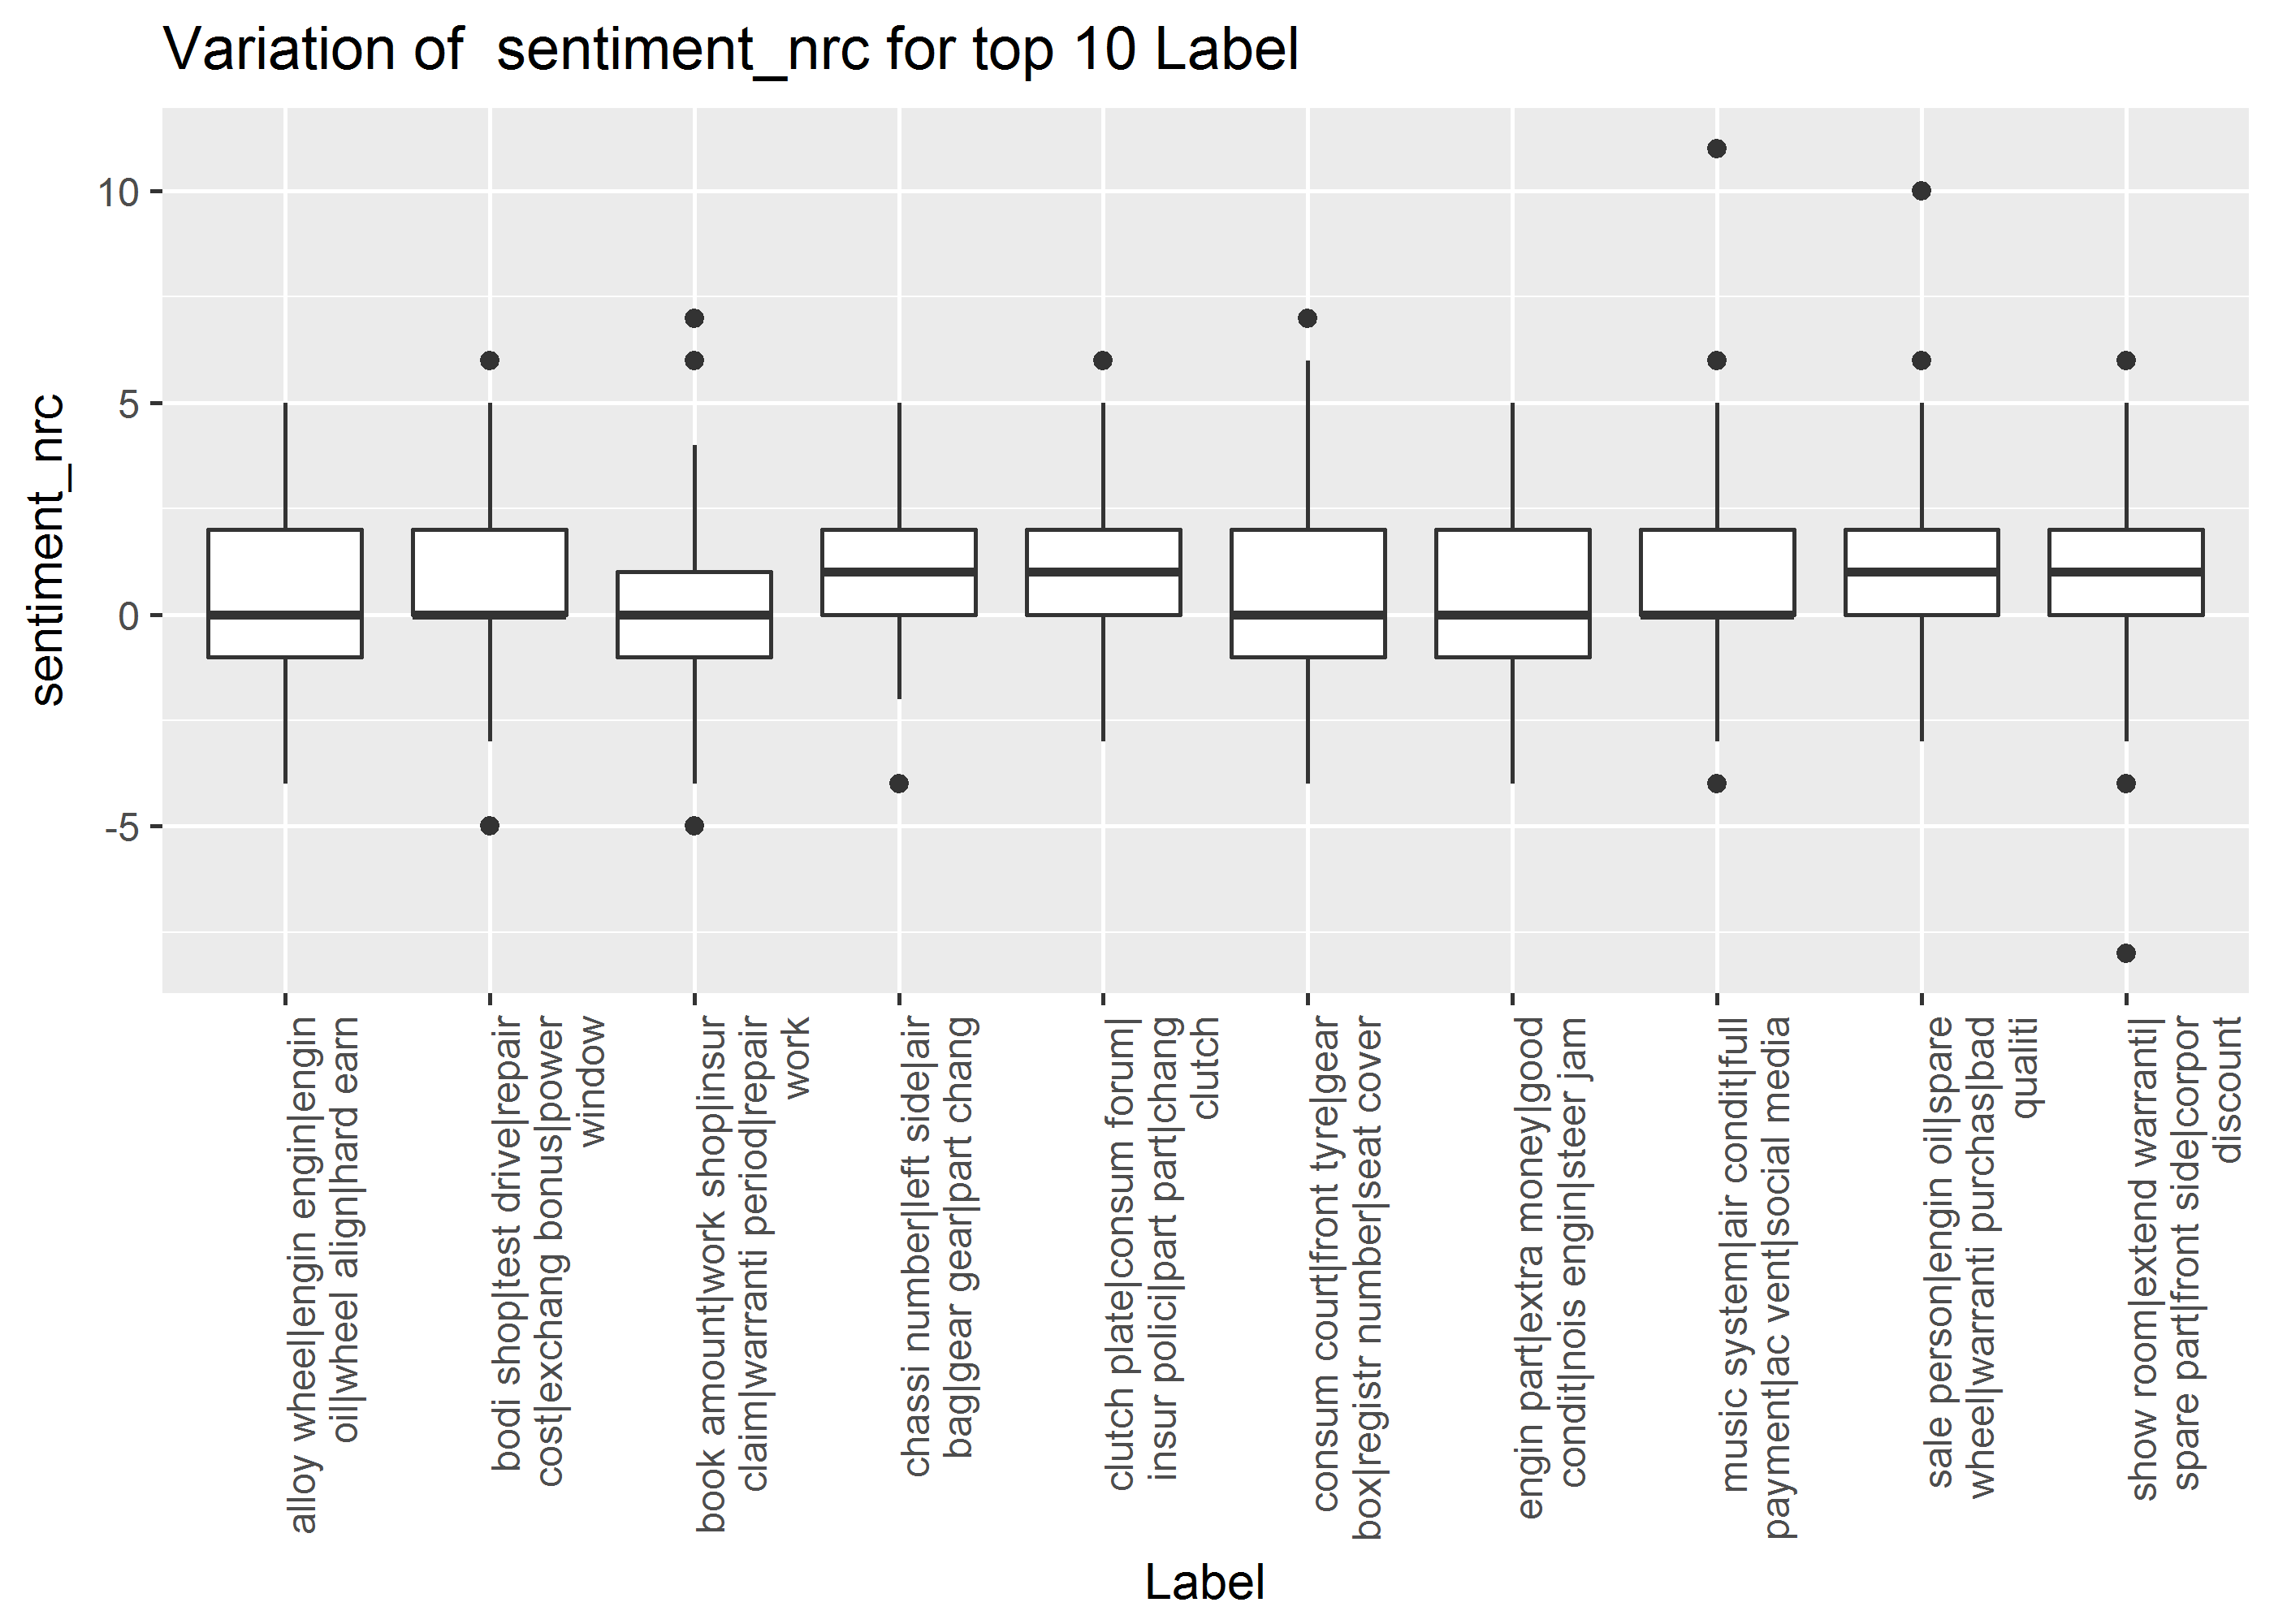 Variation of  sentiment_nrc for top 10 Label
sentiment_nrc
10
5
0
-5
alloy wheel|engin engin|engin
oil|wheel align|hard earn
bodi shop|test drive|repair
cost|exchang bonus|power
window
book amount|work shop|insur
claim|warranti period|repair
work
chassi number|left side|air
bag|gear gear|part chang
clutch plate|consum forum|
insur polici|part part|chang
clutch
consum court|front tyre|gear
box|registr number|seat cover
engin part|extra money|good
condit|nois engin|steer jam
music system|air condit|full
payment|ac vent|social media
sale person|engin oil|spare
wheel|warranti purchas|bad
qualiti
show room|extend warranti|
spare part|front side|corpor
discount
Label